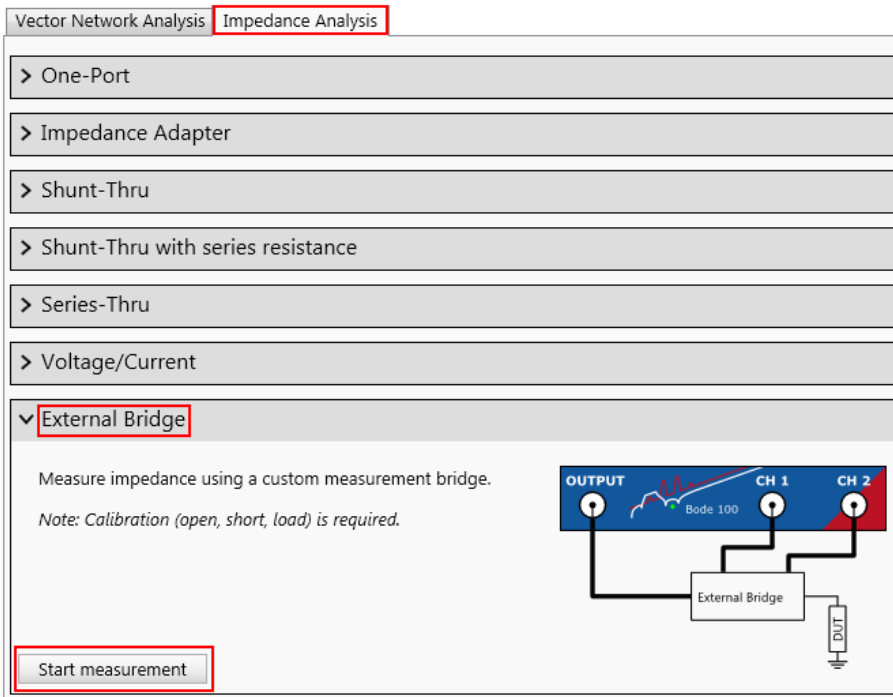 Vector Network Analysis Impedance Analysis
One-Port
Impedance Adapter
Shunt-Thru
Shunt-Thru with series resistance
Series-Thru
Voltage/Current
External Bridge
Measure impedance using a custom measurement bridge.
Note: Calibration (open, short, load) is required.
OUTPUT CH 1 CH 2
Bode 100
External Bridge
DUT
Start measurement